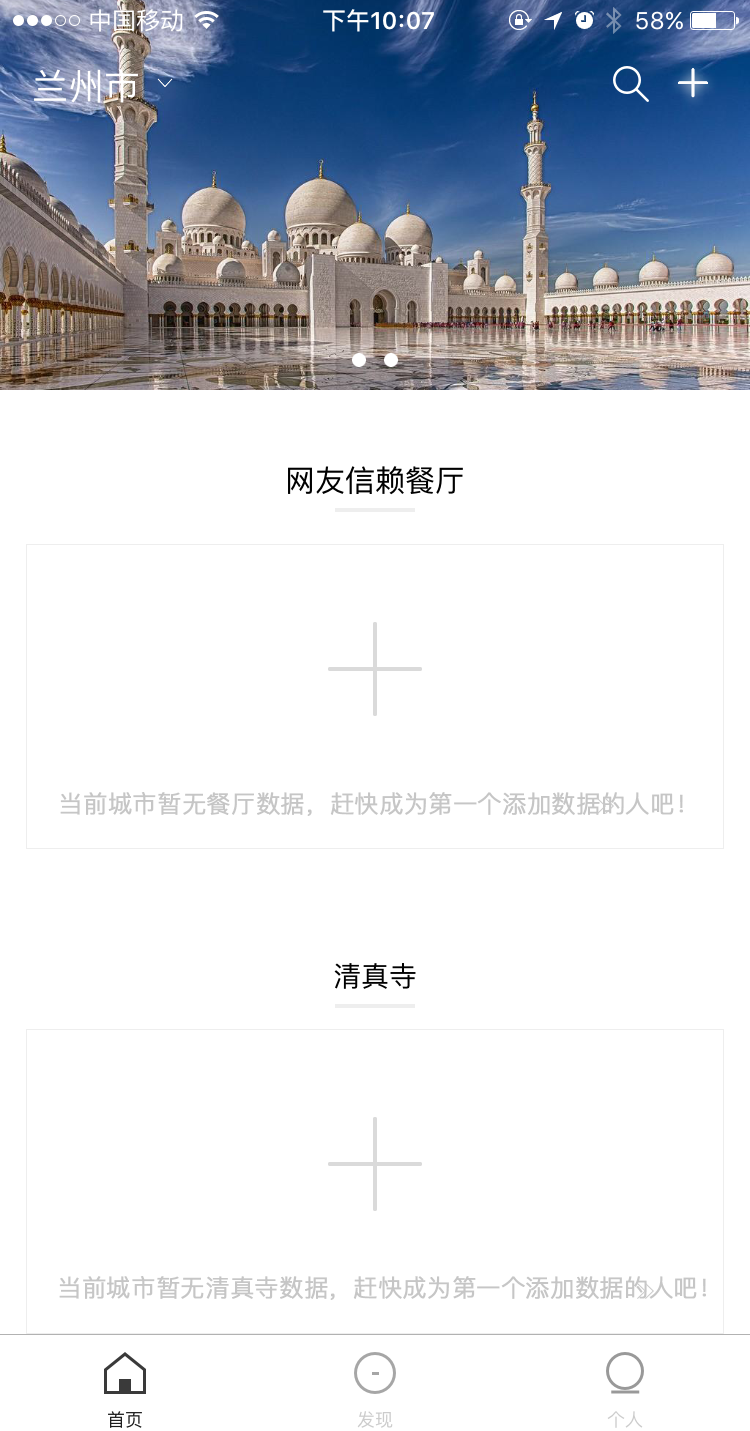 中国移动 下午10:07 58%
兰州市
网友信赖餐厅
当前城市暂无餐厅数据，赶快成为第一个添加数据的人吧！
清真寺
当前城市暂无清真寺数据，赶快成为第一个添加数据的人吧！
首页 发现 个人